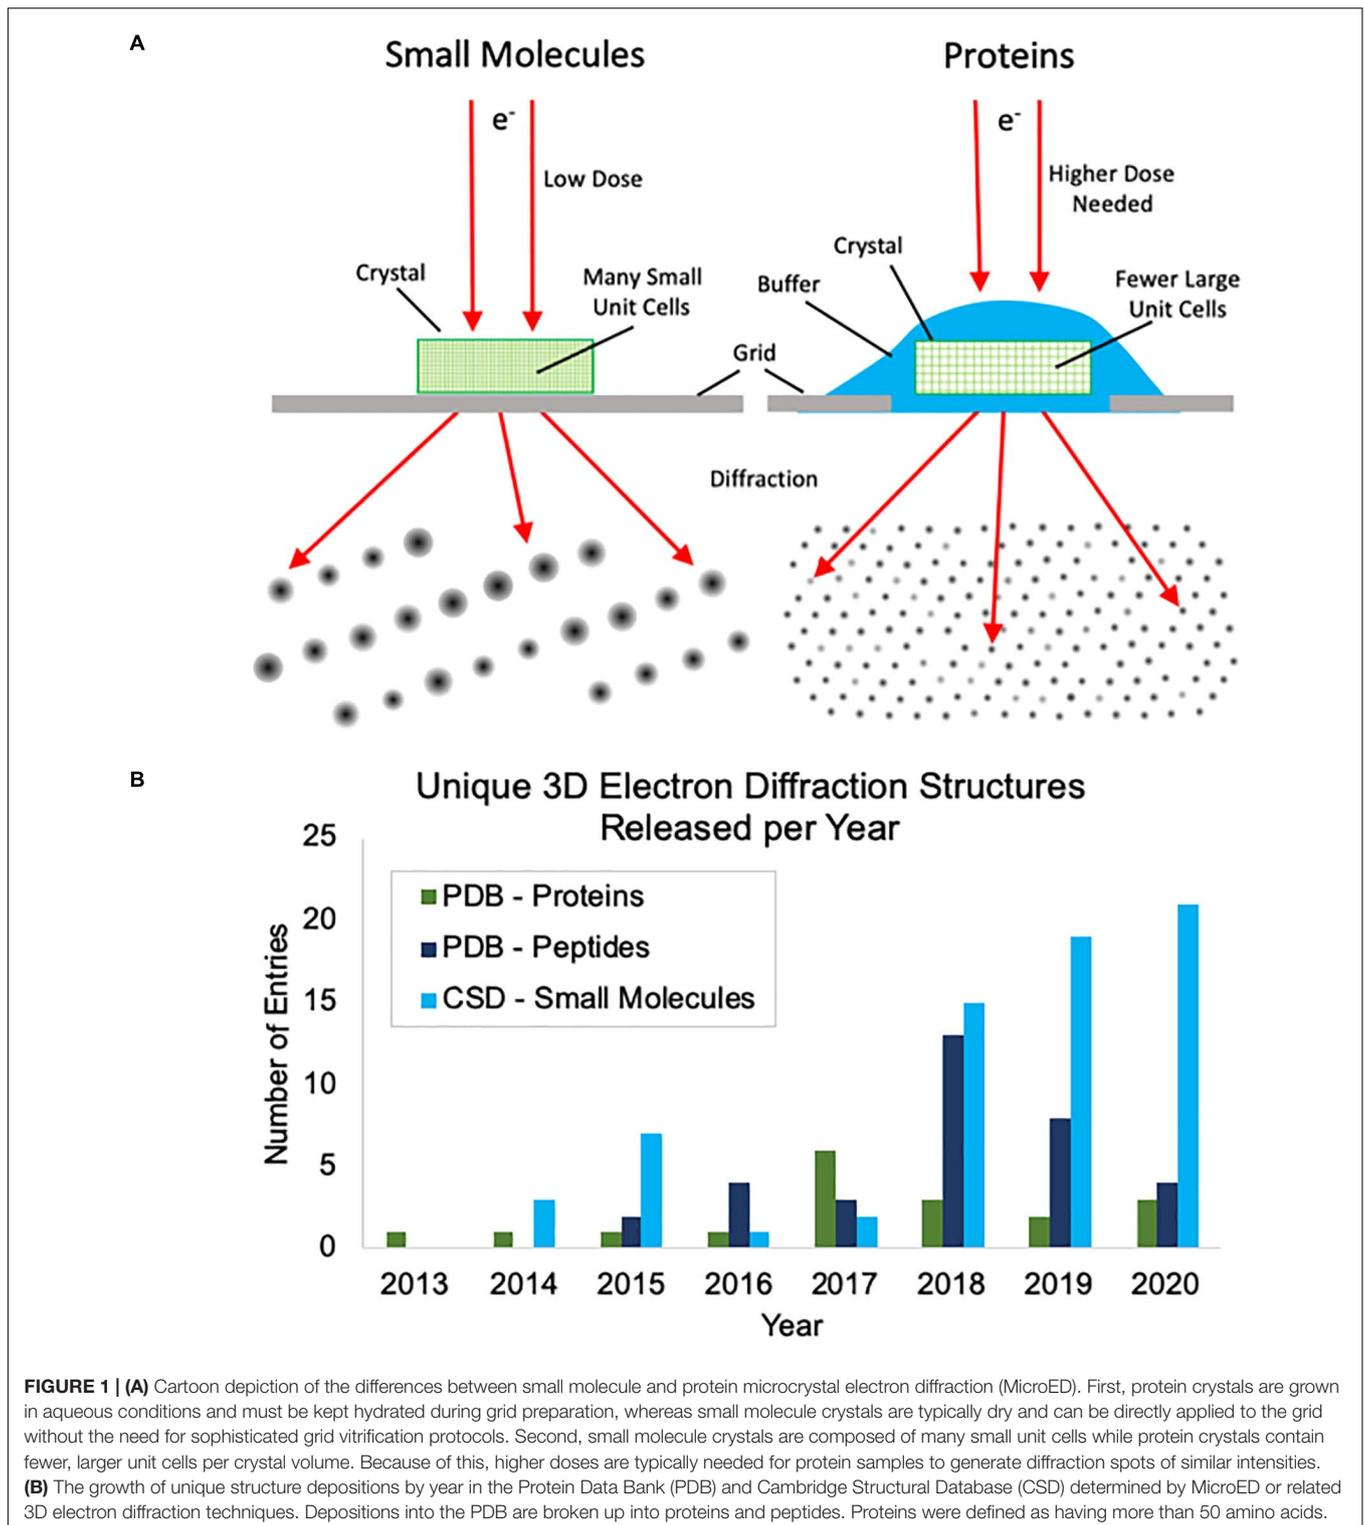 A
Small Molecules
Proteins
e-
e-
Low Dose
Higher Dose
Needed
Crystal
Many Small
Unit Cells
Crystal
Buffer
Fewer Large
Unit Cells
Grid
Diffraction
B
Unique 3D Electron Diffraction Structures
Released per Year
25
20
15
10
5
0
Number of Entries
PDB - Proteins
PDB - Peptides
CSD - Small Molecules
2013 2014 2015 2016 2017 2018 2019 2020
Year
FIGURE 1 | (A) Cartoon depiction of the differences between small molecule and protein microcrystal electron diffraction (MicroED). First, protein crystals are grown
in aqueous conditions and must be kept hydrated during grid preparation, whereas small molecule crystals are typically dry and can be directly applied to the grid
without the need for sophisticated grid vitrification protocols. Second, small molecule crystals are composed of many small unit cells while protein crystals contain
fewer, larger unit cells per crystal volume. Because of this, higher doses are typically needed for protein samples to generate diffraction spots of similar intensities.
(B) The growth of unique structure depositions by year in the Protein Data Bank (PDB) and Cambridge Structural Database (CSD) determined by MicroED or related
3D electron diffraction techniques. Depositions into the PDB are broken up into proteins and peptides. Proteins were defined as having more than 50 amino acids.